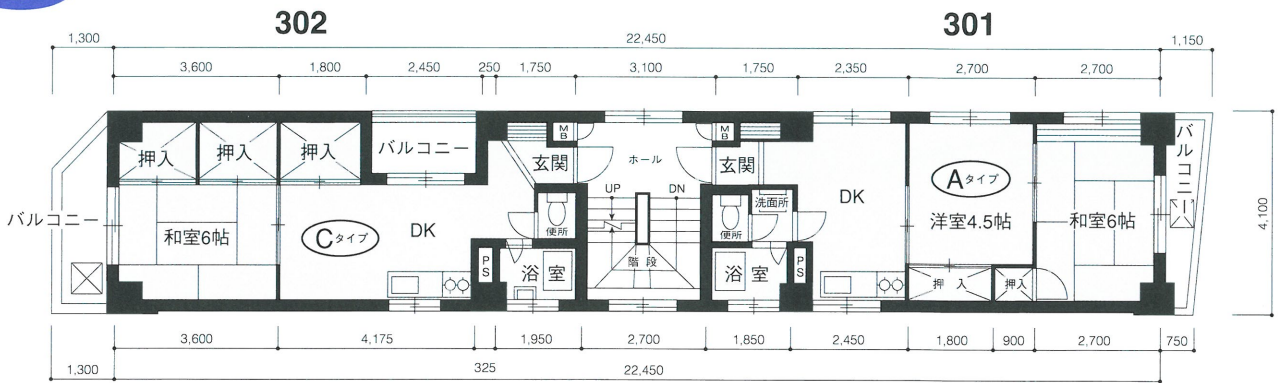 302
301
1,300
22,450
1,150
3,600
1,800
2,450
250
1,750
3,100
1,750
2,350
2,700
2,700
押入
押入
押入
バルコニー
MB
玄関
ホール
MB
玄関
DK
Aタイプ
洋室4.5帖
和室6帖
バルコニー
4,100
バルコニー
和室6帖
Cタイプ
DK
便所
UP
DN
階段
便所
洗面所
PS
浴室
浴室
PS
押入
押入
3,600
4,175
1,950
2,700
1,850
2,450
1,800
900
2,700
750
1,300
325
22,450